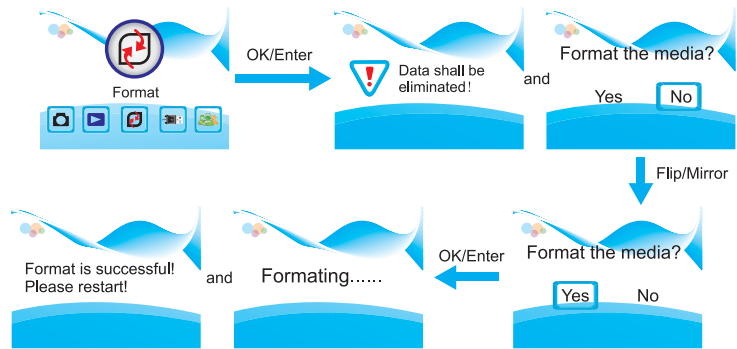 Format
OK/Enter
Data shall be
eliminated!
and
Format the media?
Yes No
Flip/Mirror
Format the media?
Yes No
OK/Enter
Formating......
and
Format is successful!
Please restart!